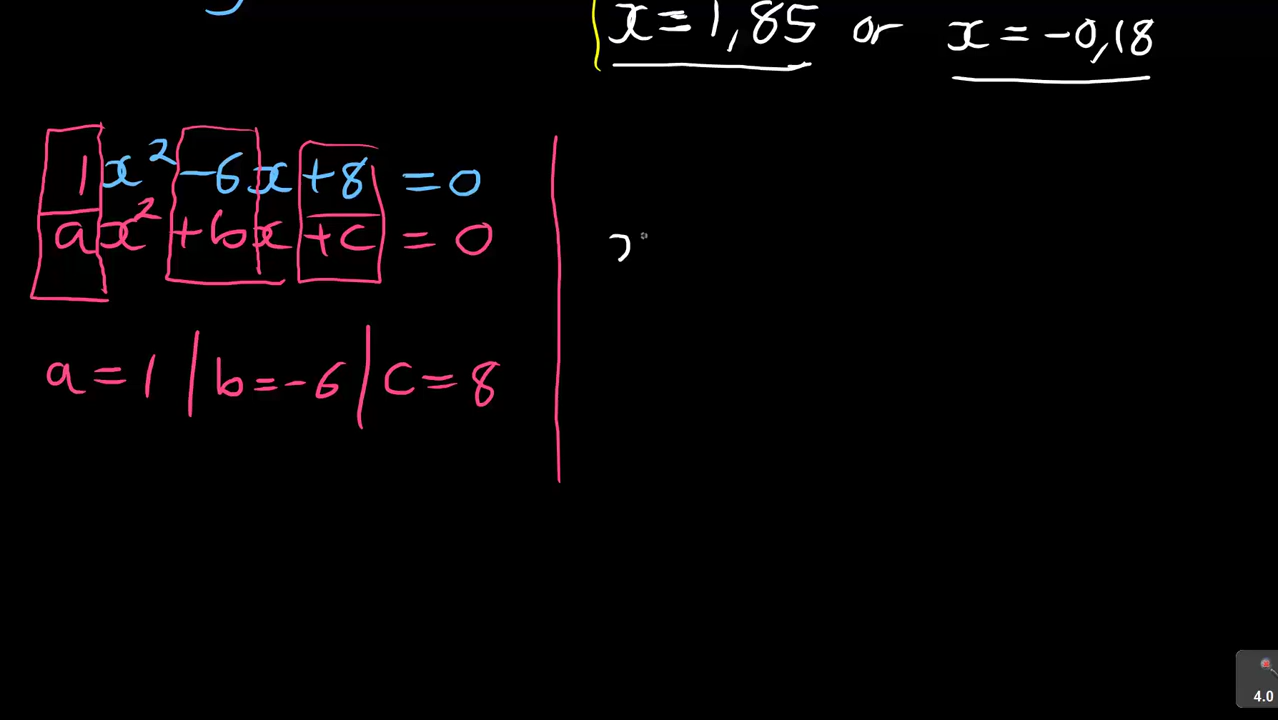 x = 1,85 or x = -0,18
1x² -6x +8 = 0
ax² +bx +c = 0
a = 1 | b = -6 | c = 8
4.0